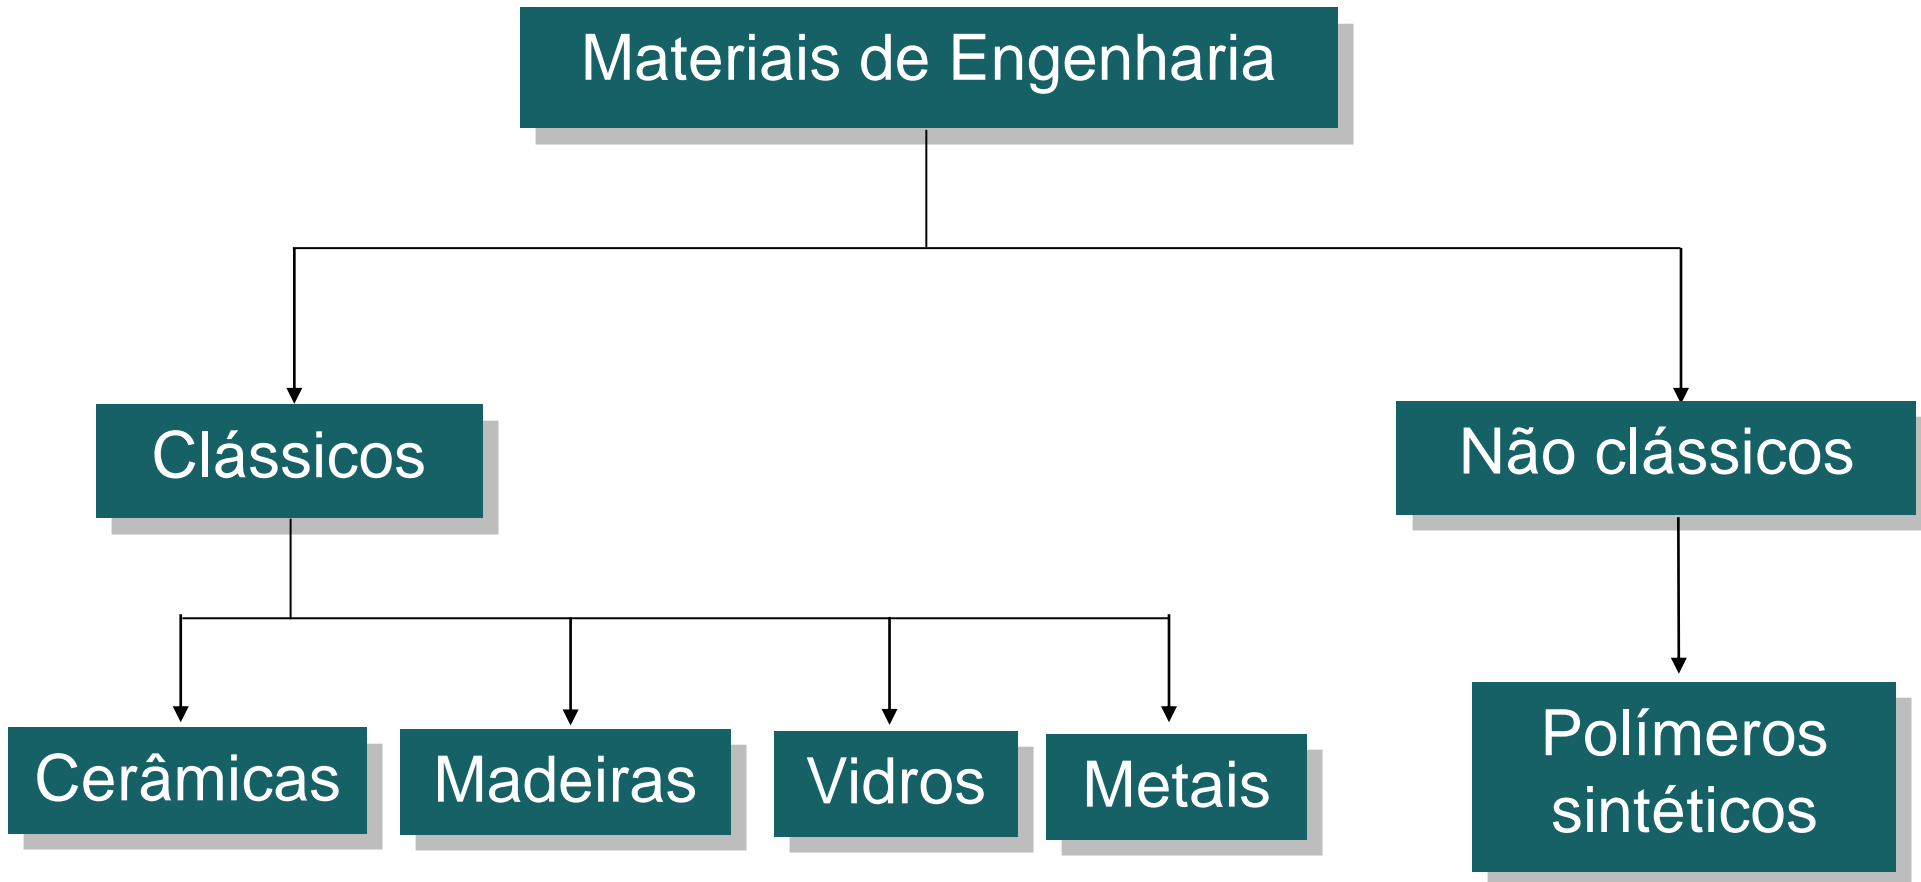 Materiais de Engenharia
Clássicos
Não clássicos
Cerâmicas
Madeiras
Vidros
Metais
Polímeros
sintéticos